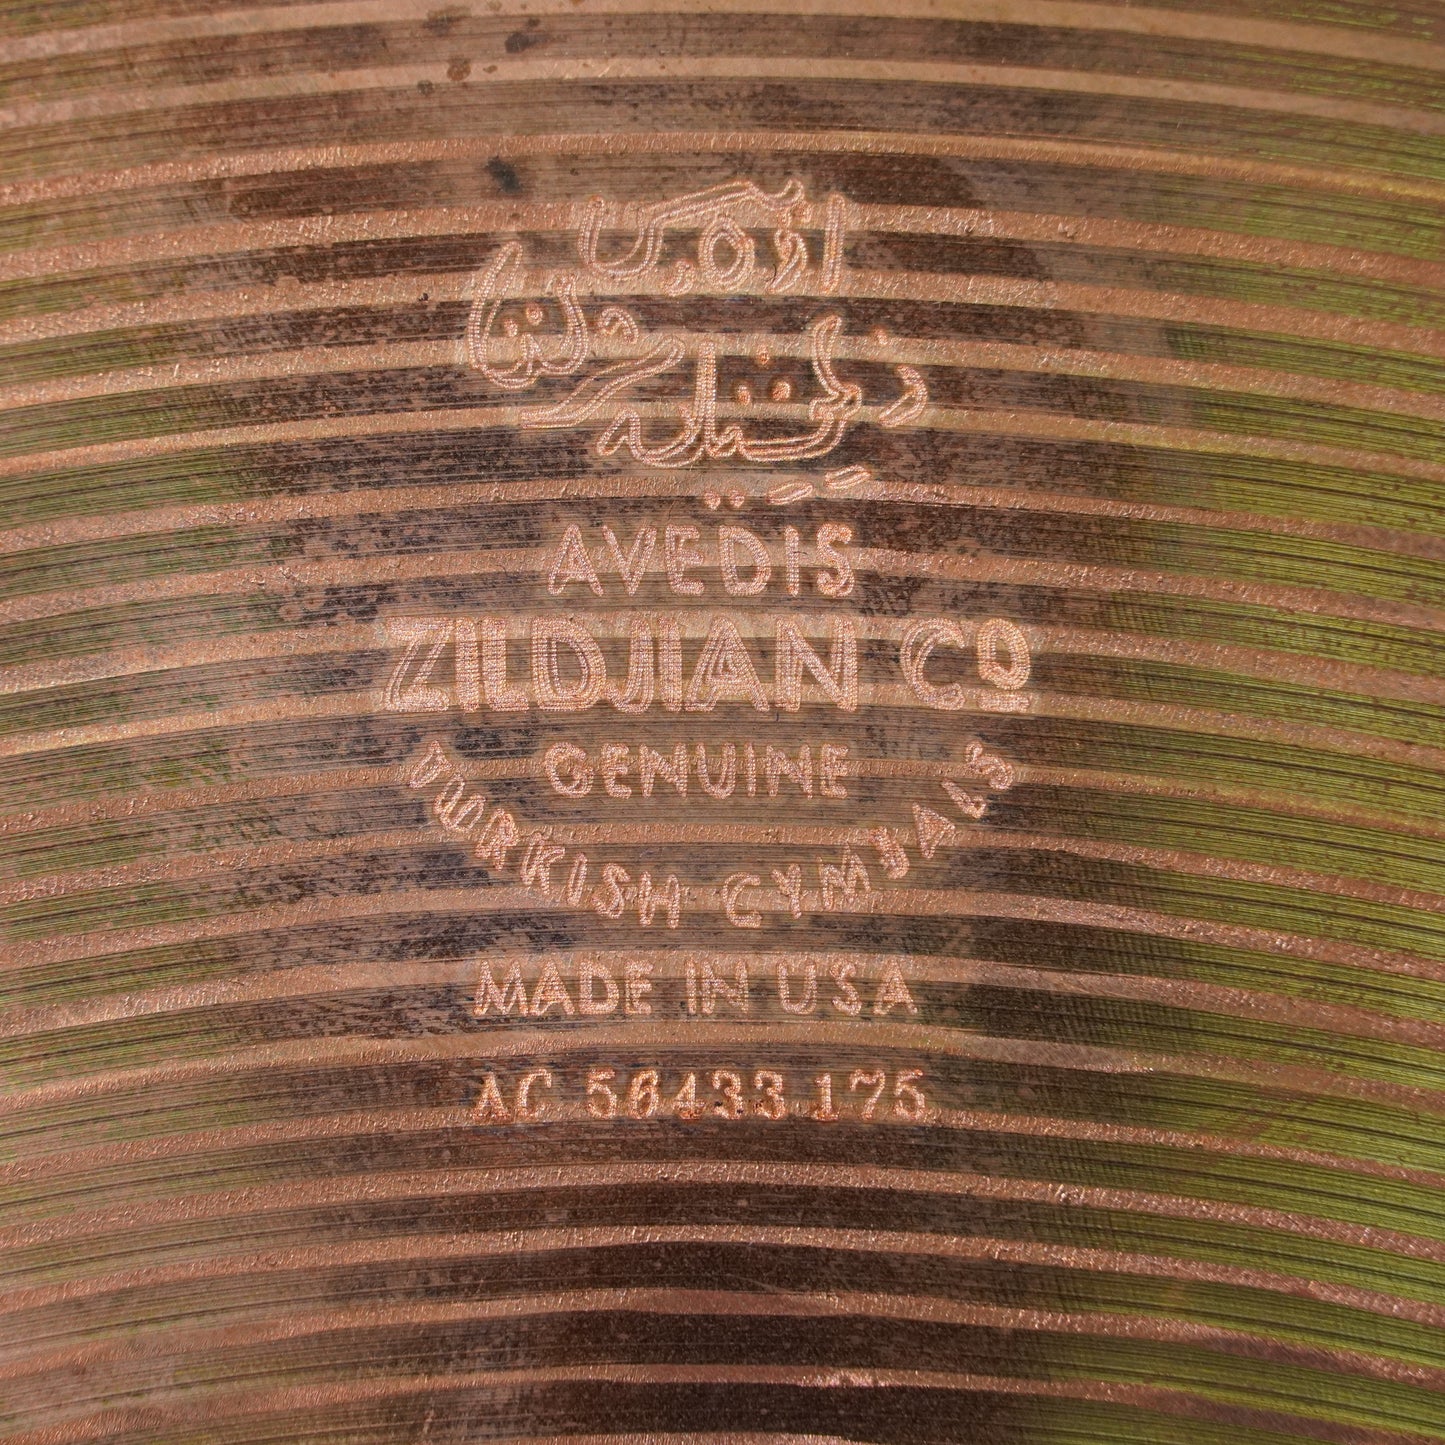 AVEDIS
ZILDJIAN Cº
GENUINE
TURKISH CYMBALS
MADE IN USA
AC 56433 175